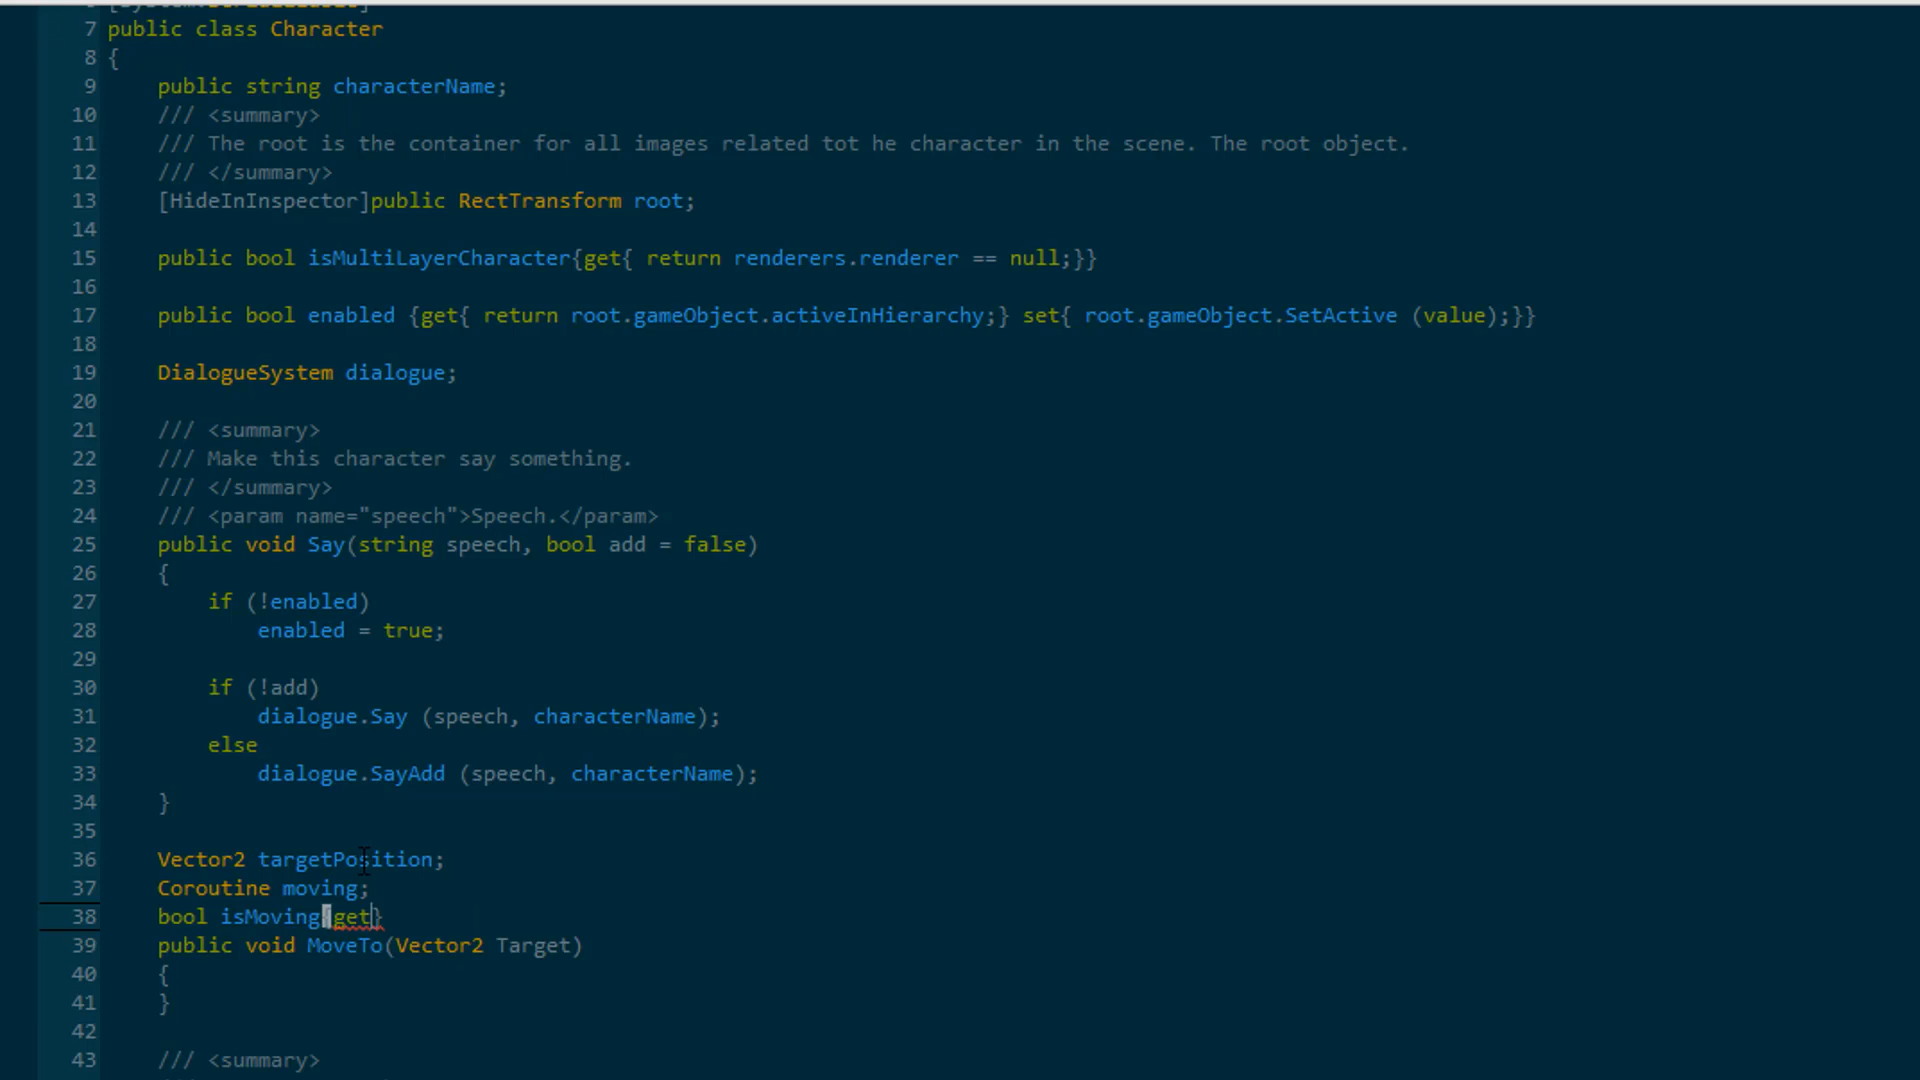 7 public class Character
8 {
9 public string characterName;
10 /// <summary>
11 /// The root is the container for all images related tot he character in the scene. The root object.
12 /// </summary>
13 [HideInInspector]public RectTransform root;
14
15 public bool isMultiLayerCharacter{get{ return renderers.renderer == null;}}
16
17 public bool enabled {get{ return root.gameObject.activeInHierarchy;} set{ root.gameObject.SetActive (value);}}
18
19 DialogueSystem dialogue;
20
21 /// <summary>
22 /// Make this character say something.
23 /// </summary>
24 /// <param name="speech">Speech.</param>
25 public void Say(string speech, bool add = false)
26 {
27 if (!enabled)
28 enabled = true;
29
30 if (!add)
31 dialogue.Say (speech, characterName);
32 else
33 dialogue.SayAdd (speech, characterName);
34 }
35
36 Vector2 targetPosition;
37 Coroutine moving;
38 bool isMoving{get}
39 public void MoveTo(Vector2 Target)
40 {
41 }
42
43 /// <summary>